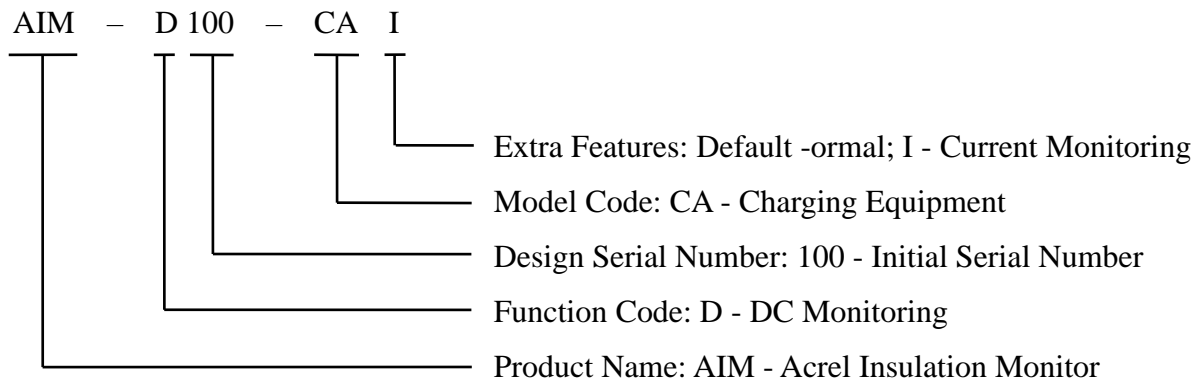 AIM – D 100 – CA I
Extra Features: Default -ormal; I - Current Monitoring
Model Code: CA - Charging Equipment
Design Serial Number: 100 - Initial Serial Number
Function Code: D - DC Monitoring
Product Name: AIM - Acrel Insulation Monitor